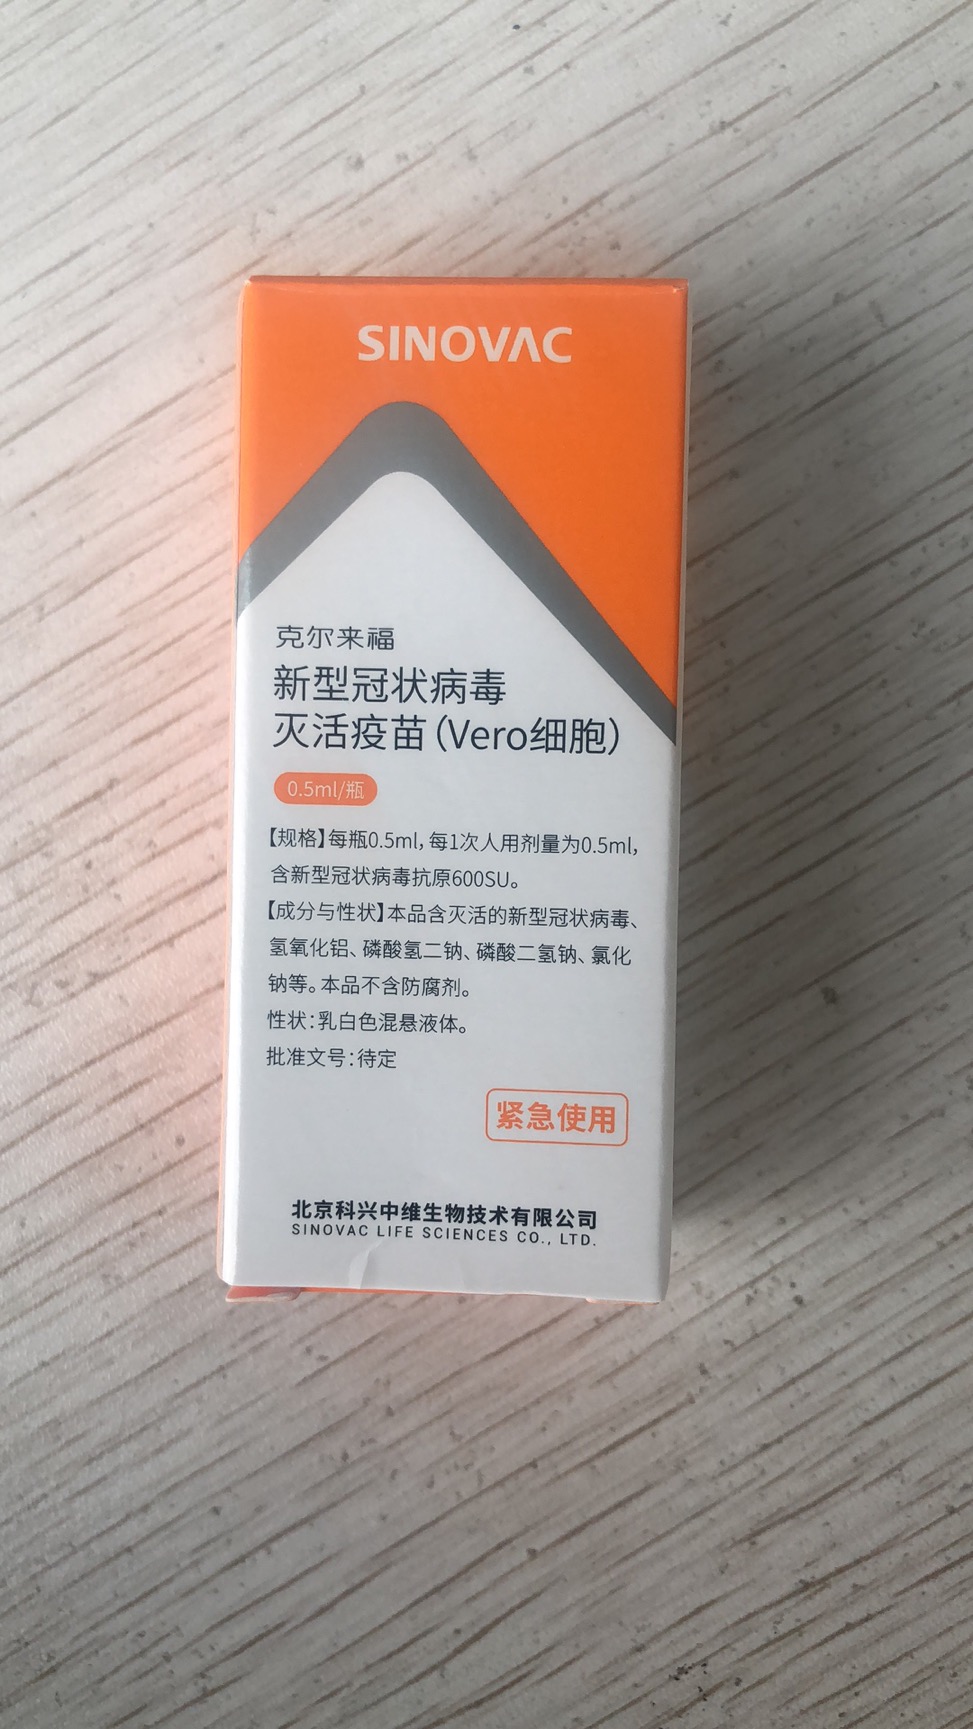 SINOVAC
克尔来福
新型冠状病毒
灭活疫苗(Vero细胞)
0.5ml/瓶
【规格】每瓶0.5ml,每1次人用剂量为0.5ml,
含新型冠状病毒抗原600SU。
【成分与性状】本品含灭活的新型冠状病毒、
氢氧化铝、磷酸氢二钠、磷酸二氢钠、氯化
钠等。本品不含防腐剂。
性状:乳白色混悬液体。
批准文号:待定
紧急使用
北京科兴中维生物技术有限公司
SINOVAC LIFE SCIENCES CO., LTD.